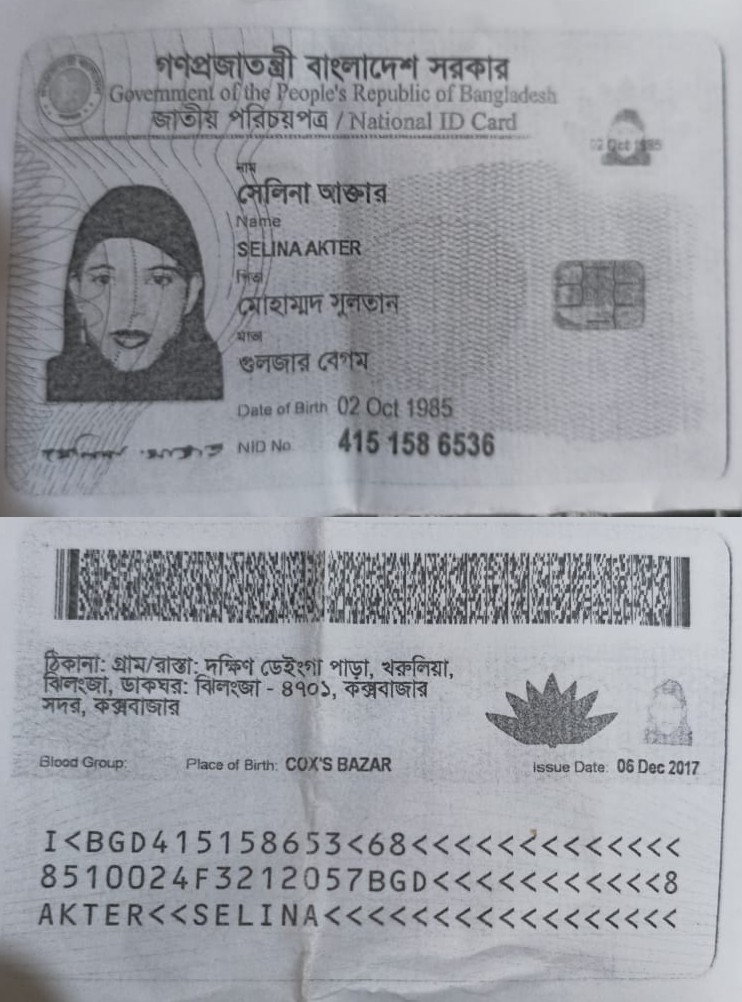 গণপ্রজাতন্ত্রী বাংলাদেশ সরকার
Government of the People's Republic of Bangladesh
জাতীয় পরিচয়পত্র / National ID Card
02 Oct 1985
নাম
সেলিনা আক্তার
Name
SELINA AKTER
পিতা
মোহাম্মদ সুলতান
মাতা
গুলজার বেগম
Date of Birth 02 Oct 1985
NID No. 415 158 6536
ঠিকানা: গ্রাম/রাস্তা: দক্ষিণ ডেইংগা পাড়া, খরুলিয়া,
ঝিলংজা, ডাকঘর: ঝিলংজা - ৪৭০১, কক্সবাজার
সদর, কক্সবাজার
Blood Group: Place of Birth: COX'S BAZAR Issue Date: 06 Dec 2017
I<BGD415158653<68<<<<<<<<<<<<<
8510024F3212057BGD<<<<<<<<<<<8
AKTER<<SELINA<<<<<<<<<<<<<<<<<